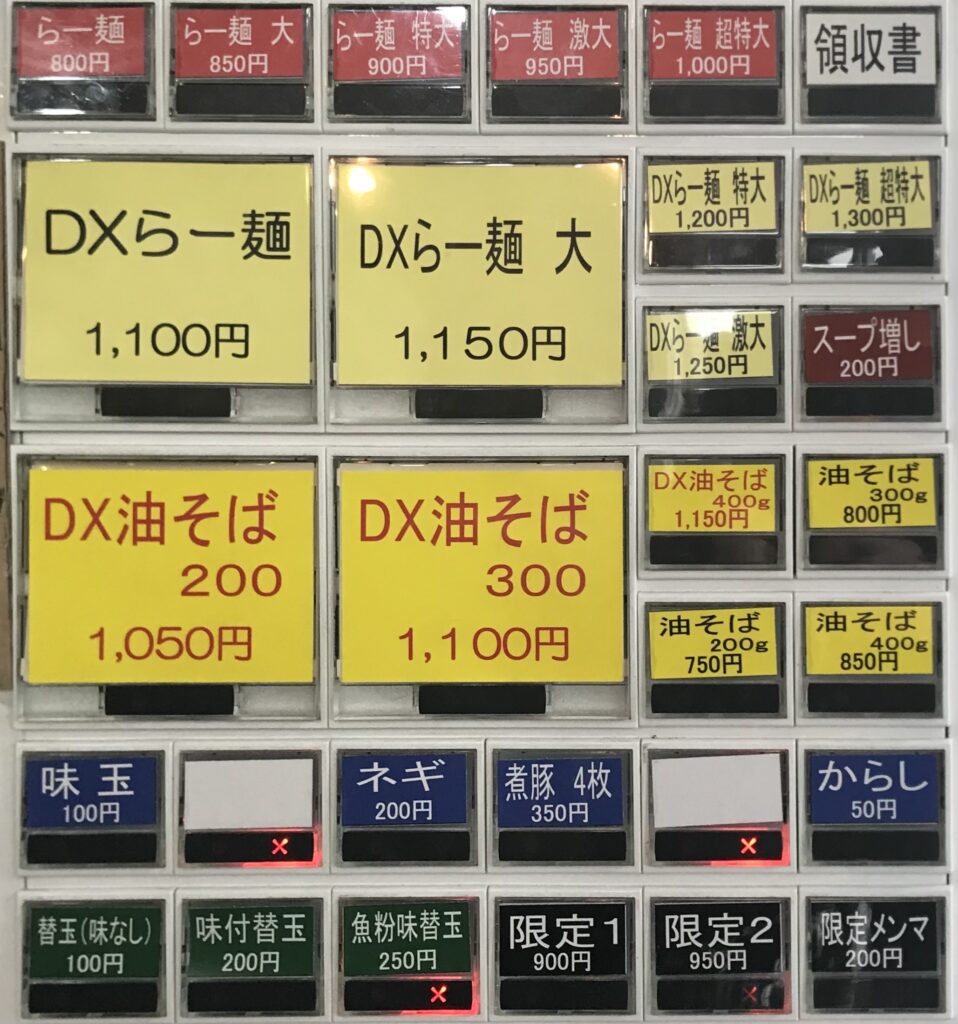 らー麺
800円
らー麺 大
850円
らー麺 特大
900円
らー麺 激大
950円
らー麺 超特大
1,000円
領収書
DXらー麺
1,100円
DXらー麺 大
1,150円
DXらー麺 特大
1,200円
DXらー麺 超特大
1,300円
DXらー麺 激大
1,250円
スープ増し
200円
DX油そば
200
1,050円
DX油そば
300
1,100円
DX油そば
400g
1,150円
油そば
300g
800円
油そば
200g
750円
油そば
400g
850円
味玉
100円
×
ネギ
200円
煮豚 4枚
350円
×
からし
50円
替玉(味なし)
100円
味付替玉
200円
魚粉味替玉
250円
×
限定1
900円
限定2
950円
×
限定メンマ
200円